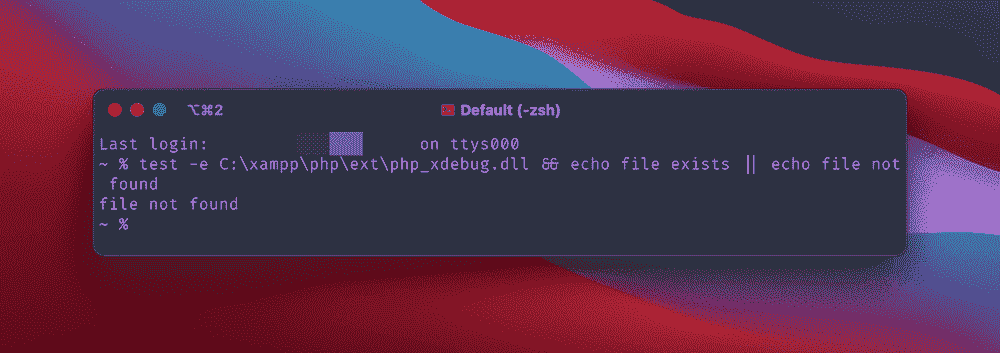 ⌥⌘2 Default (-zsh)
Last login: on ttys000
~ % test -e C:\xampp\php\ext\php_xdebug.dll && echo file exists || echo file not
found
file not found
~ %